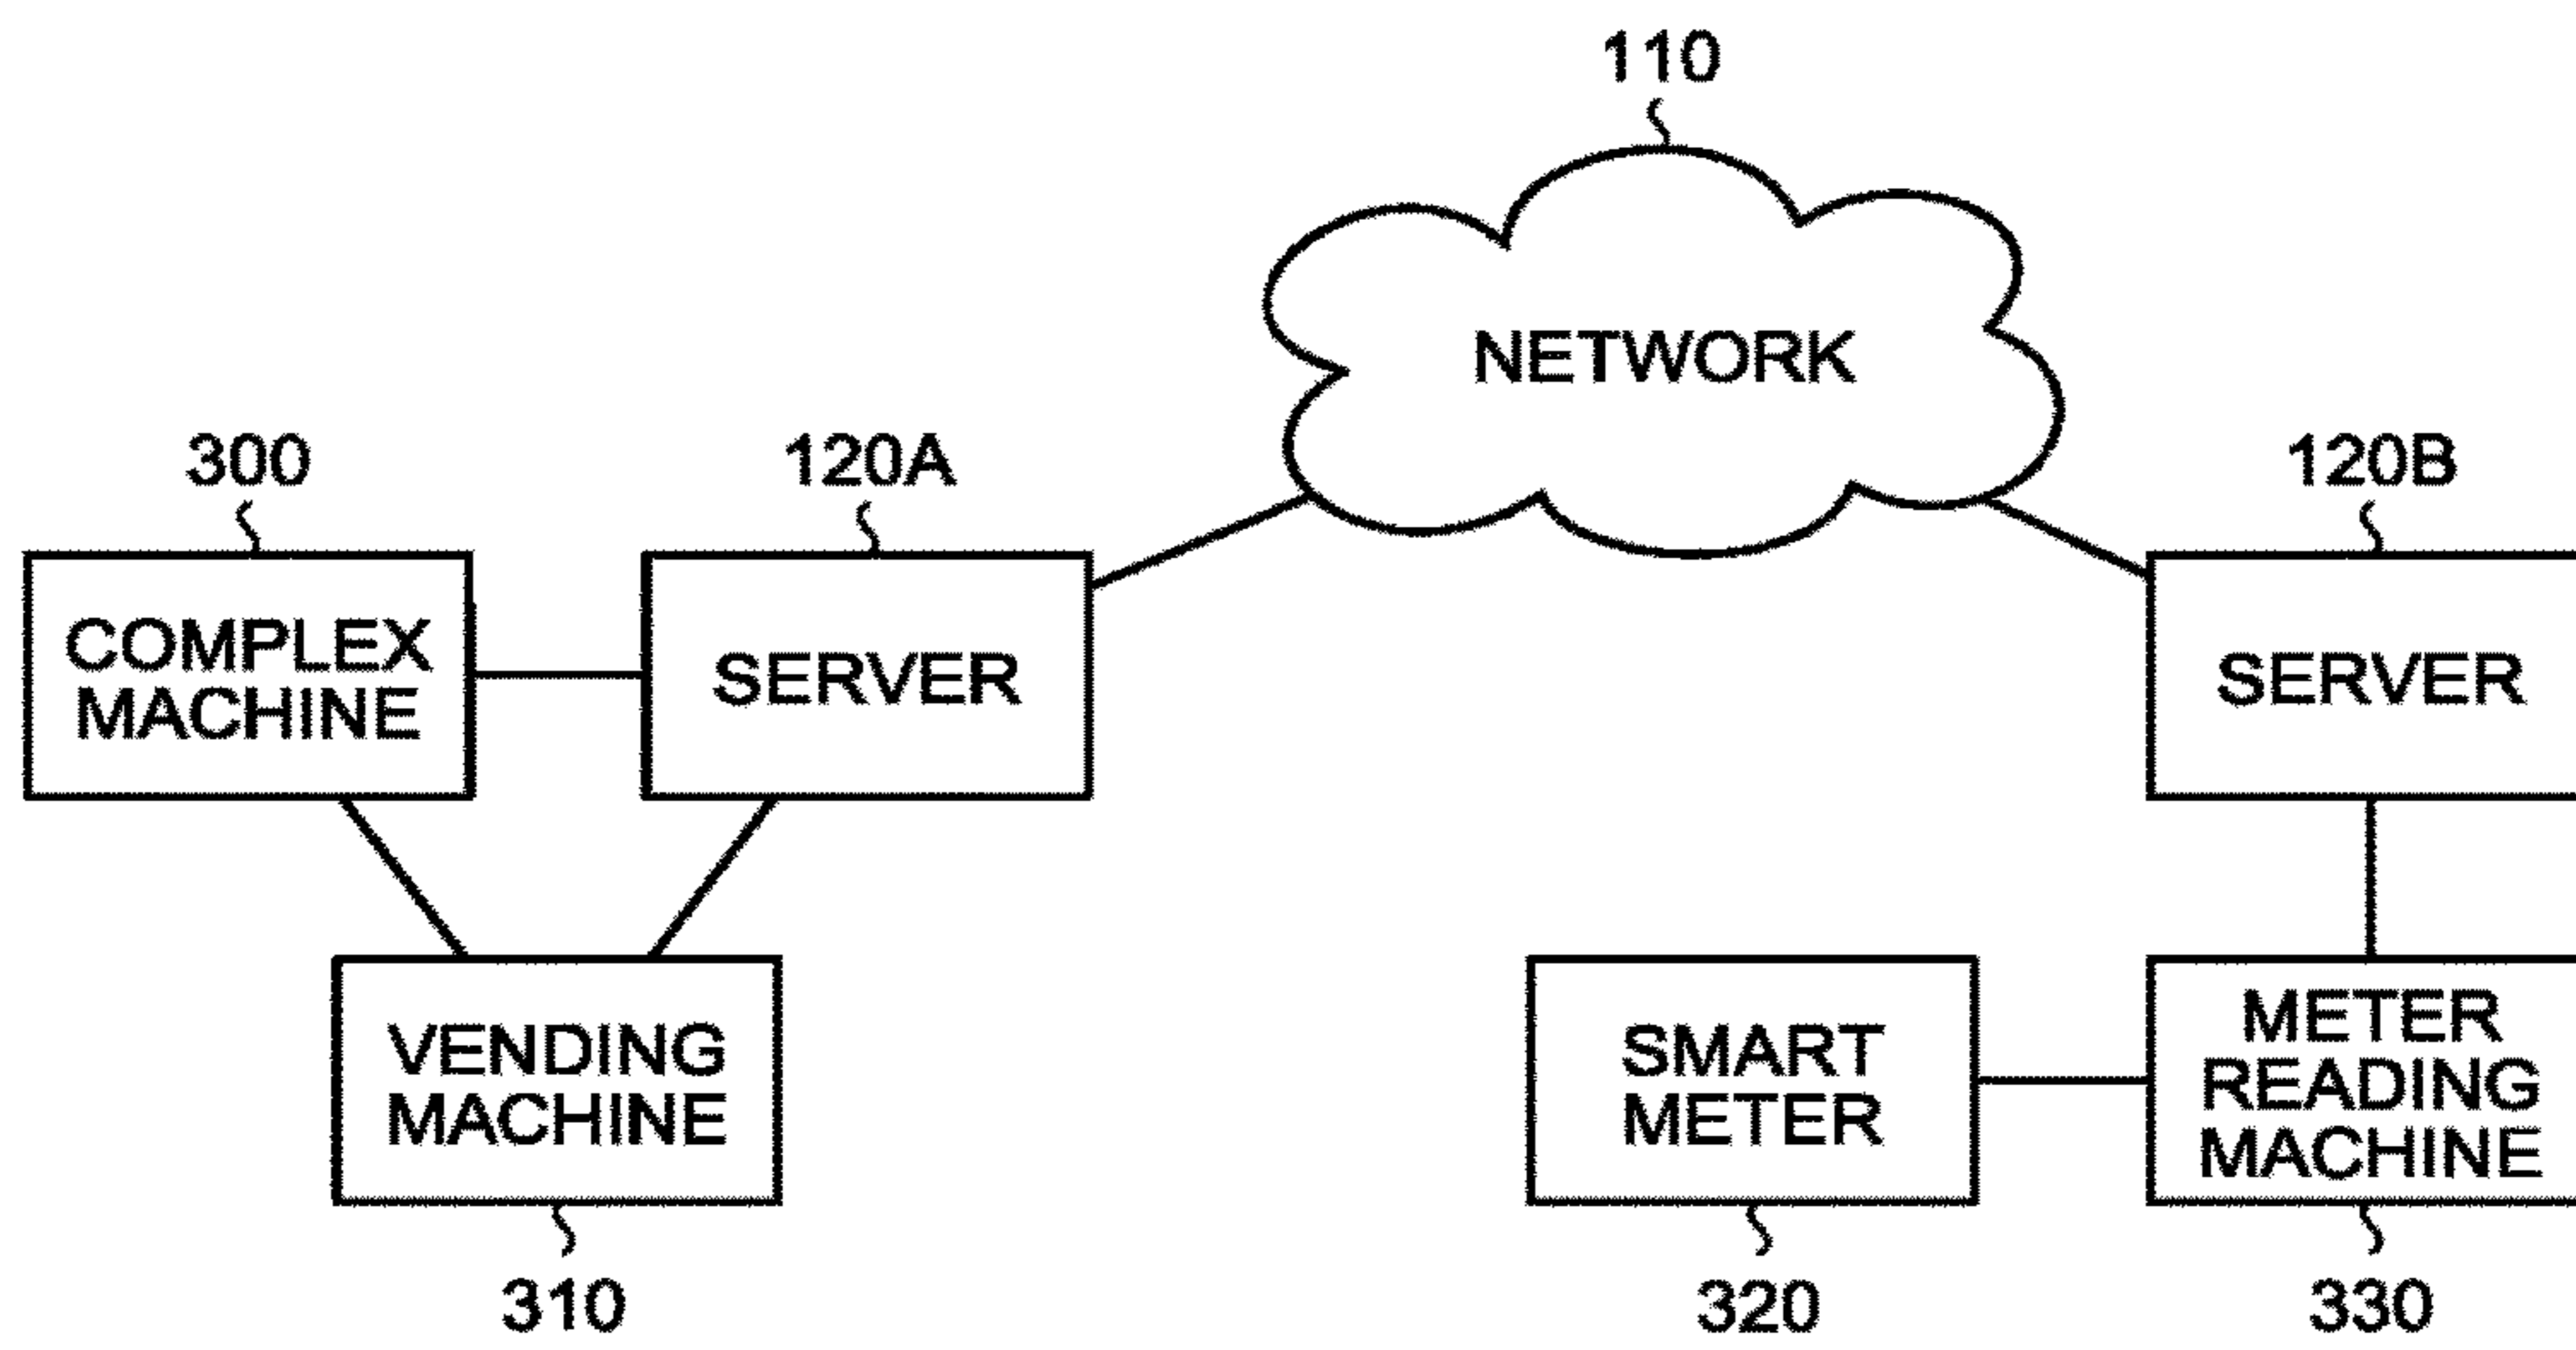 110
NETWORK
300
120A
120B
COMPLEX
MACHINE
SERVER
SERVER
VENDING
MACHINE
SMART
METER
METER
READING
MACHINE
310
320
330